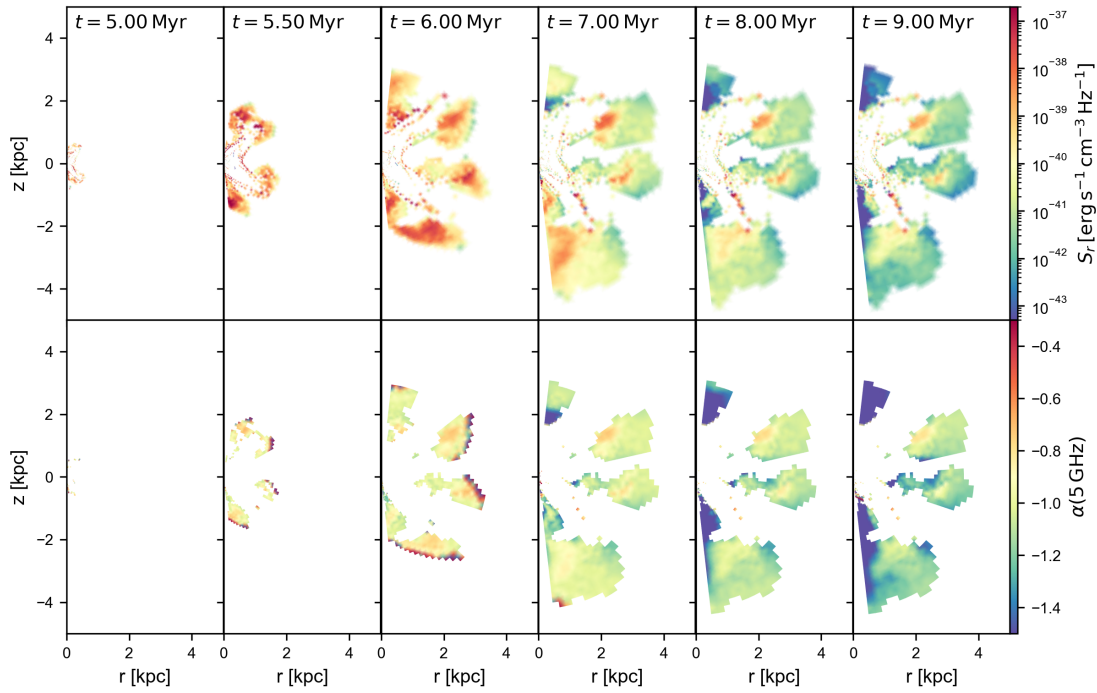 t = 5.00 Myr
t = 5.50 Myr
t = 6.00 Myr
t = 7.00 Myr
t = 8.00 Myr
t = 9.00 Myr
4
2
0
−2
−4
z [kpc]
10⁻³⁷
10⁻³⁸
10⁻³⁹
10⁻⁴⁰
10⁻⁴¹
10⁻⁴²
10⁻⁴³
Sᵣ [erg s⁻¹ cm⁻³ Hz⁻¹]
4
2
0
−2
−4
z [kpc]
−0.4
−0.6
−0.8
−1.0
−1.2
−1.4
α(5 GHz)
0 2 4 0 2 4 0 2 4 0 2 4 0 2 4 0 2 4
r [kpc] r [kpc] r [kpc] r [kpc] r [kpc] r [kpc]